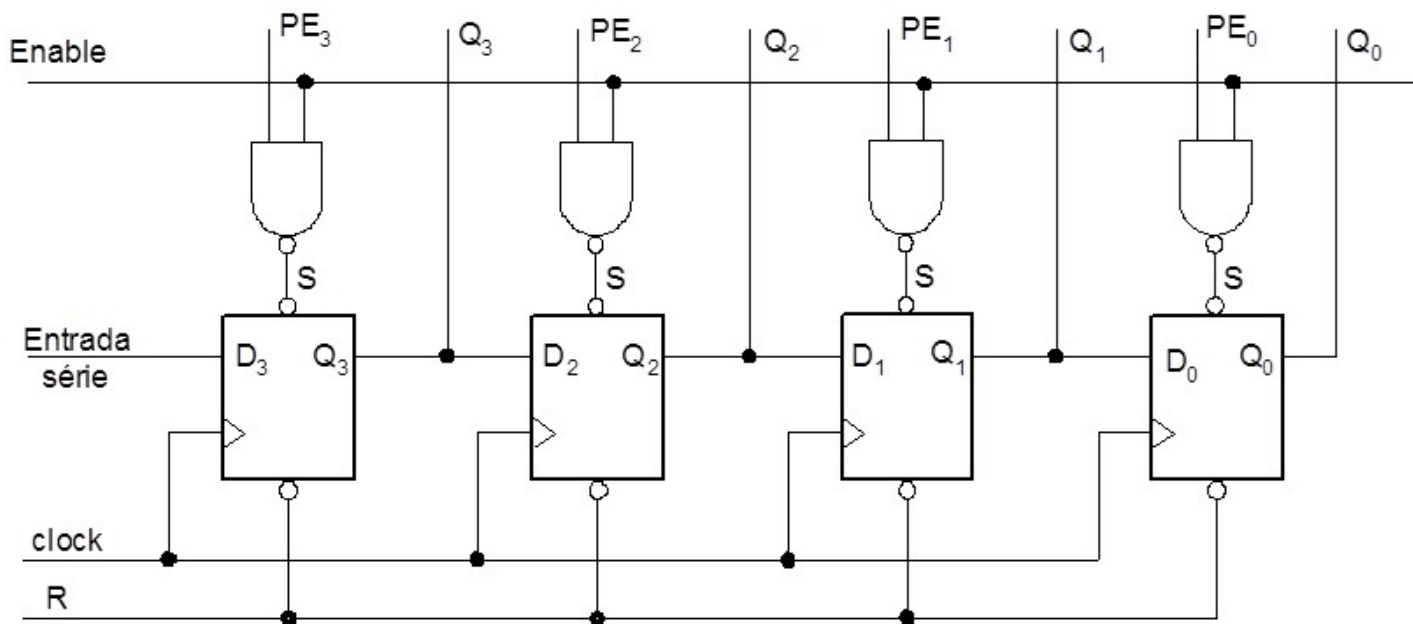 PE₃ Q₃ PE₂ Q₂ PE₁ Q₁ PE₀ Q₀
Enable
S S S S
Entrada
série
D₃ Q₃ D₂ Q₂ D₁ Q₁ D₀ Q₀
clock
R